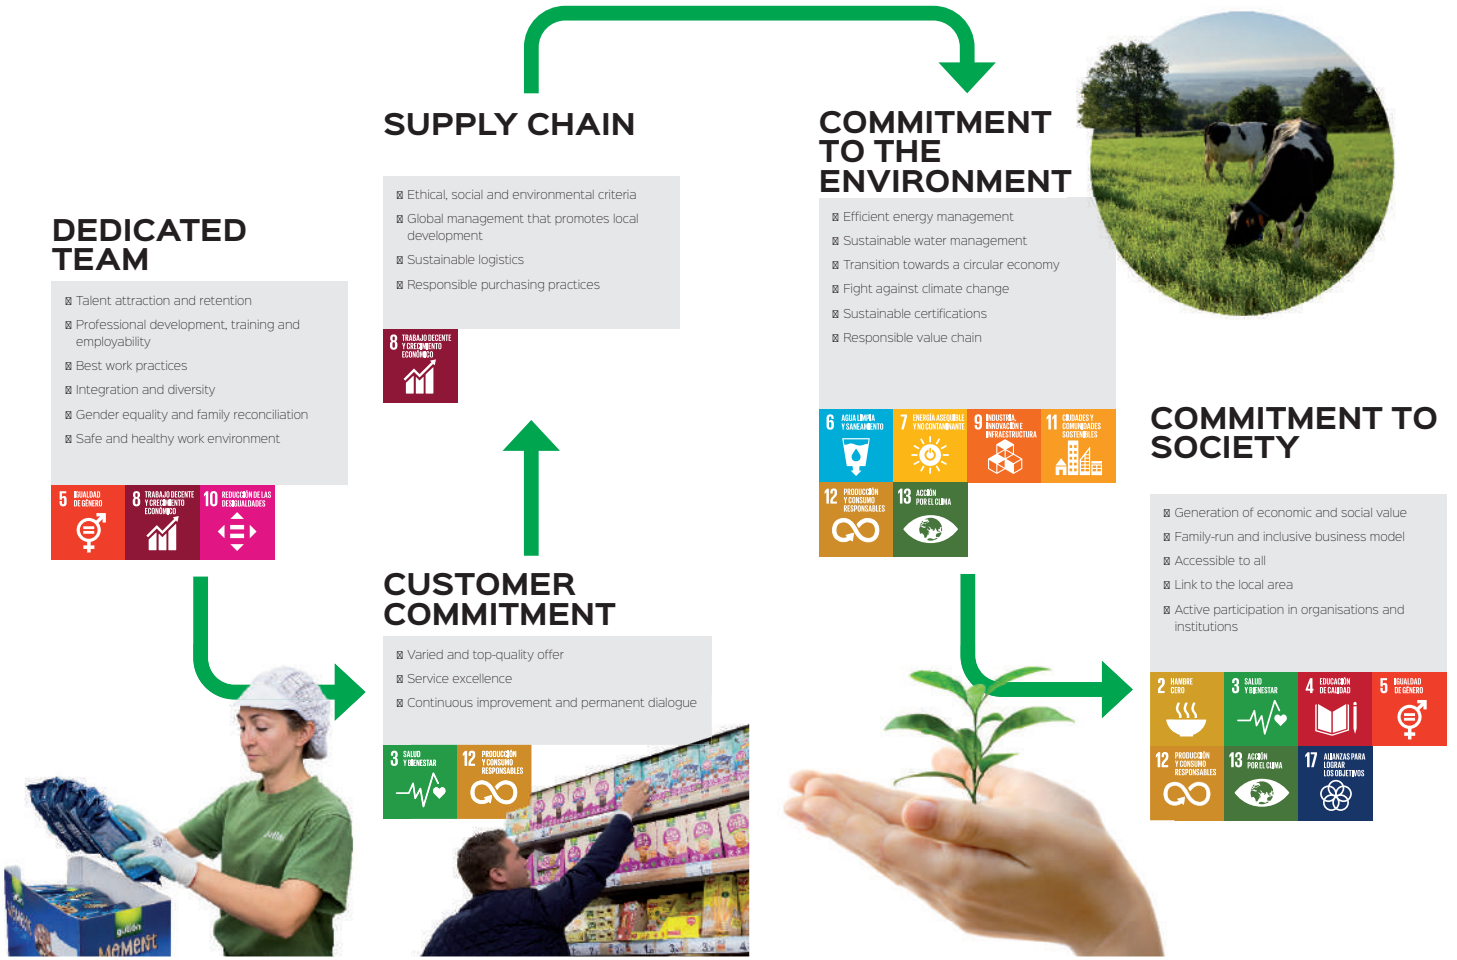 DEDICATED
TEAM
Talent attraction and retention
Professional development, training and
employability
Best work practices
Integration and diversity
Gender equality and family reconciliation
Safe and healthy work environment
5 IGUALDAD
DE GÉNERO
8 TRABAJO DECENTE
Y CRECIMIENTO
ECONÓMICO
10 REDUCCIÓN DE LAS
DESIGUALDADES
CUSTOMER
COMMITMENT
Varied and top-quality offer
Service excellence
Continuous improvement and permanent dialogue
3 SALUD
Y BIENESTAR
12 PRODUCCIÓN
Y CONSUMO
RESPONSABLES
SUPPLY CHAIN
Ethical, social and environmental criteria
Global management that promotes local
development
Sustainable logistics
Responsible purchasing practices
8 TRABAJO DECENTE
Y CRECIMIENTO
ECONÓMICO
COMMITMENT
TO THE
ENVIRONMENT
Efficient energy management
Sustainable water management
Transition towards a circular economy
Fight against climate change
Sustainable certifications
Responsible value chain
6 AGUA LIMPIA
Y SANEAMIENTO
7 ENERGÍA ASEQUIBLE
Y NO CONTAMINANTE
9 INDUSTRIA,
INNOVACIÓN E
INFRAESTRUCTURA
11 CIUDADES Y
COMUNIDADES
SOSTENIBLES
12 PRODUCCIÓN
Y CONSUMO
RESPONSABLES
13 ACCIÓN
POR EL CLIMA
COMMITMENT TO
SOCIETY
Generation of economic and social value
Family-run and inclusive business model
Accessible to all
Link to the local area
Active participation in organisations and
institutions
2 HAMBRE
CERO
3 SALUD
Y BIENESTAR
4 EDUCACIÓN
DE CALIDAD
5 IGUALDAD
DE GÉNERO
12 PRODUCCIÓN
Y CONSUMO
RESPONSABLES
13 ACCIÓN
POR EL CLIMA
17 ALIANZAS PARA
LOGRAR
LOS OBJETIVOS
gullón
MOMENT